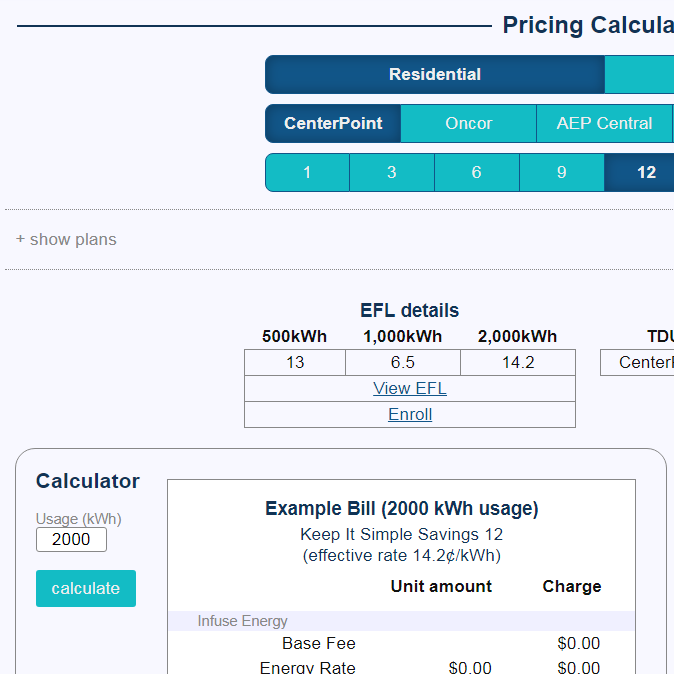 Pricing Calcula
Residential
CenterPoint Oncor AEP Central
1 3 6 9 12
+ show plans
EFL details
500kWh 1,000kWh 2,000kWh TDU
13 6.5 14.2 Center
View EFL
Enroll
Calculator
Usage (kWh)
2000
calculate
Example Bill (2000 kWh usage)
Keep It Simple Savings 12
(effective rate 14.2¢/kWh)
Unit amount Charge
Infuse Energy
Base Fee $0.00
Energy Rate $0.00 $0.00